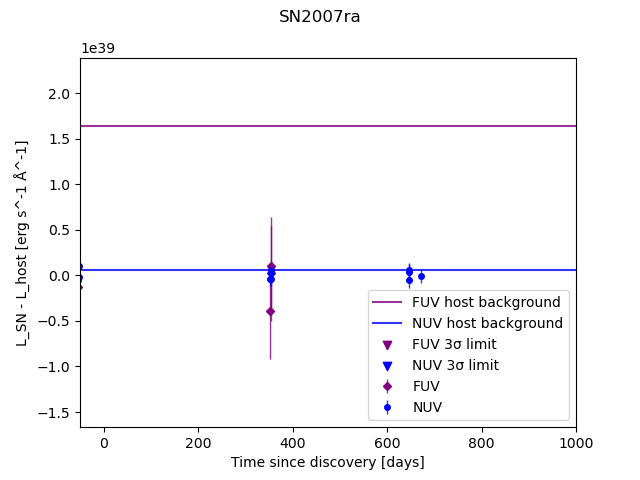 SN2007ra
1e39
2.0
1.5
1.0
0.5
0.0
−0.5
−1.0
−1.5
L_SN - L_host [erg s^-1 Å^-1]
FUV host background
NUV host background
FUV 3σ limit
NUV 3σ limit
FUV
NUV
0 200 400 600 800 1000
Time since discovery [days]